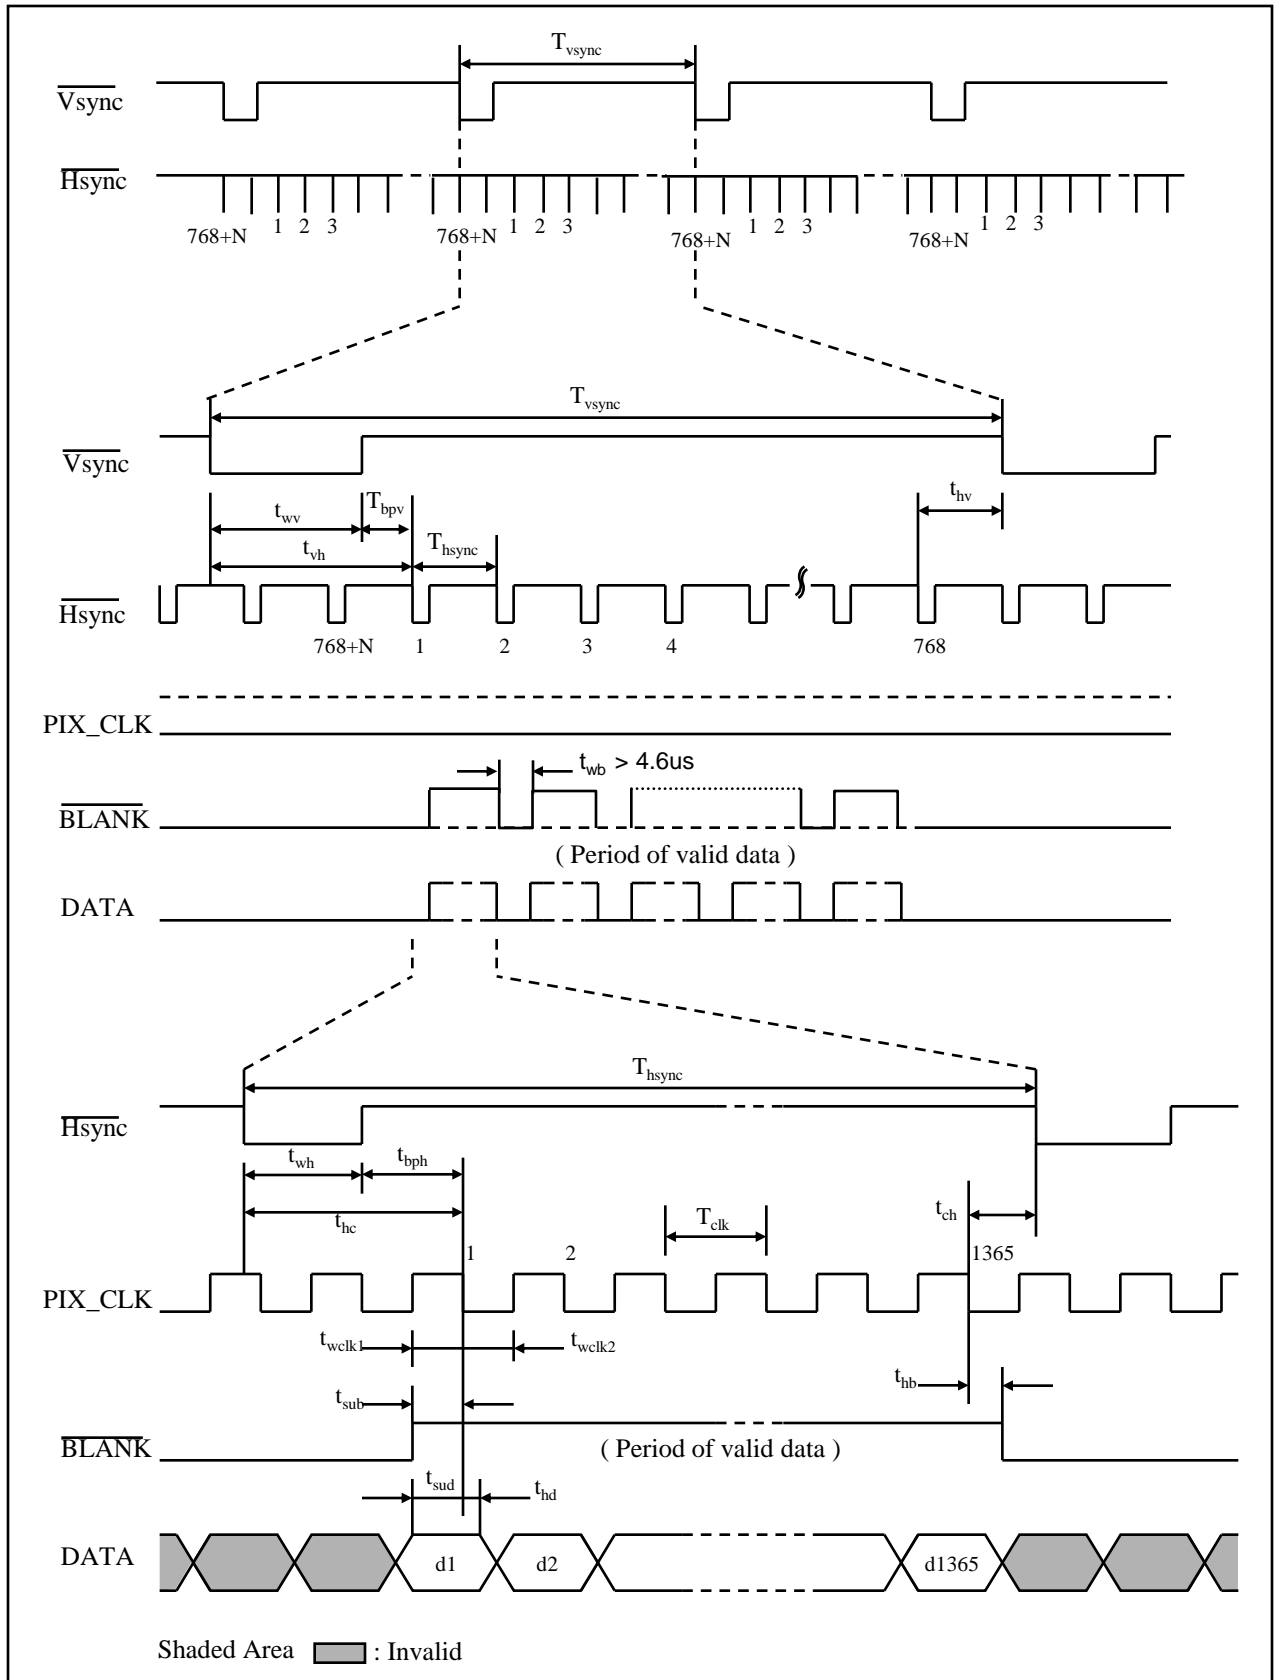 Tvsync
Vsync
Hsync
768+N 1 2 3 768+N 1 2 3 768+N 1 2 3 768+N 1 2 3
Tvsync
Vsync
twv Tbpv thv
tvh Thsync
Hsync
768+N 1 2 3 4 768
PIX_CLK
twb > 4.6us
BLANK
( Period of valid data )
DATA
Thsync
Hsync
twh tbph
thc Tclk tch
1 2 1365
PIX_CLK
twclk1 twclk2
tsub thb
BLANK ( Period of valid data )
tsud thd
DATA d1 d2 d1365
Shaded Area : Invalid